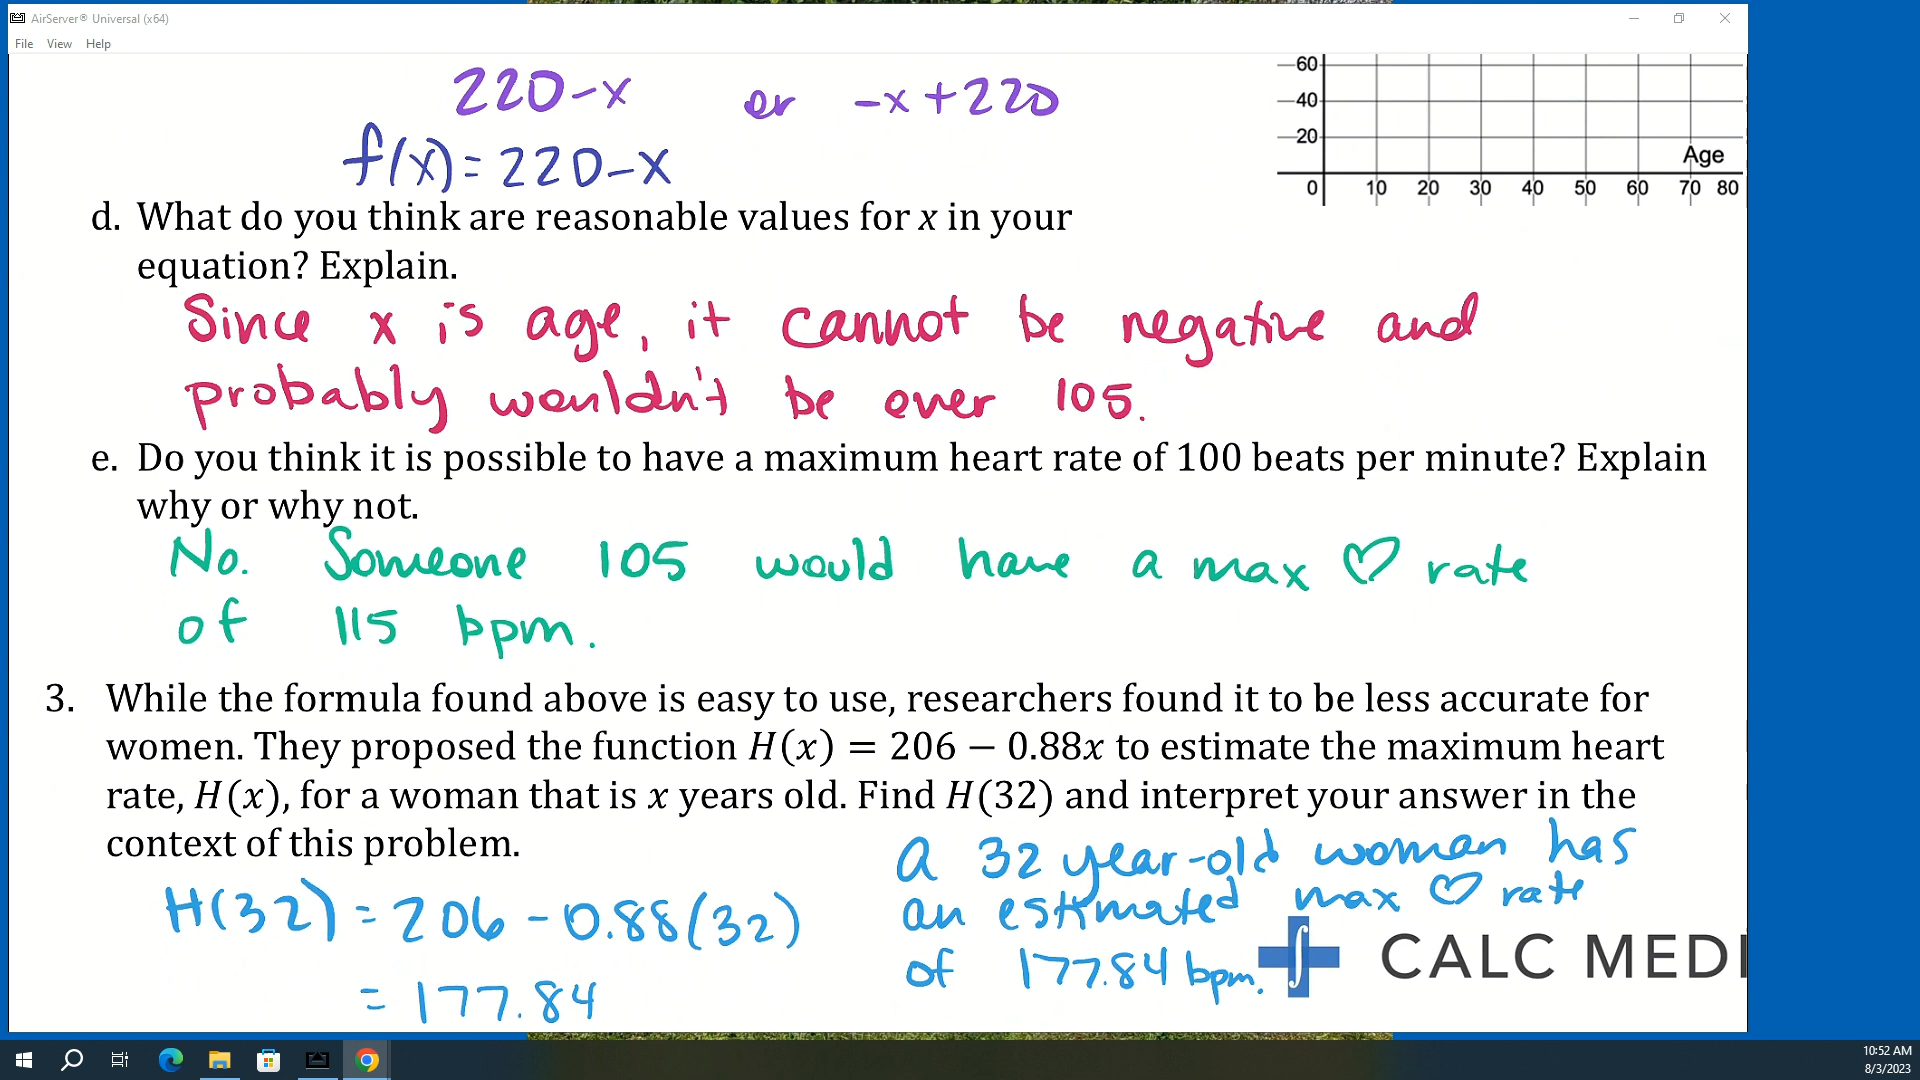 AirServer® Universal (x64)
File View Help
220-x or -x+220
f(x)=220-x
60
40
20
Age
0 10 20 30 40 50 60 70 80
d. What do you think are reasonable values for x in your
equation? Explain.
Since x is age, it cannot be negative and
probably wouldn't be over 105.
e. Do you think it is possible to have a maximum heart rate of 100 beats per minute? Explain
why or why not.
No. Someone 105 would have a max ♡ rate
of 115 bpm.
3. While the formula found above is easy to use, researchers found it to be less accurate for
women. They proposed the function H(x) = 206 − 0.88x to estimate the maximum heart
rate, H(x), for a woman that is x years old. Find H(32) and interpret your answer in the
context of this problem.
H(32) = 206 - 0.88(32)
= 177.84
A 32 year-old woman has
an estimated max ♡ rate
of 177.84 bpm.
CALC MEDI
10:52 AM
8/3/2023